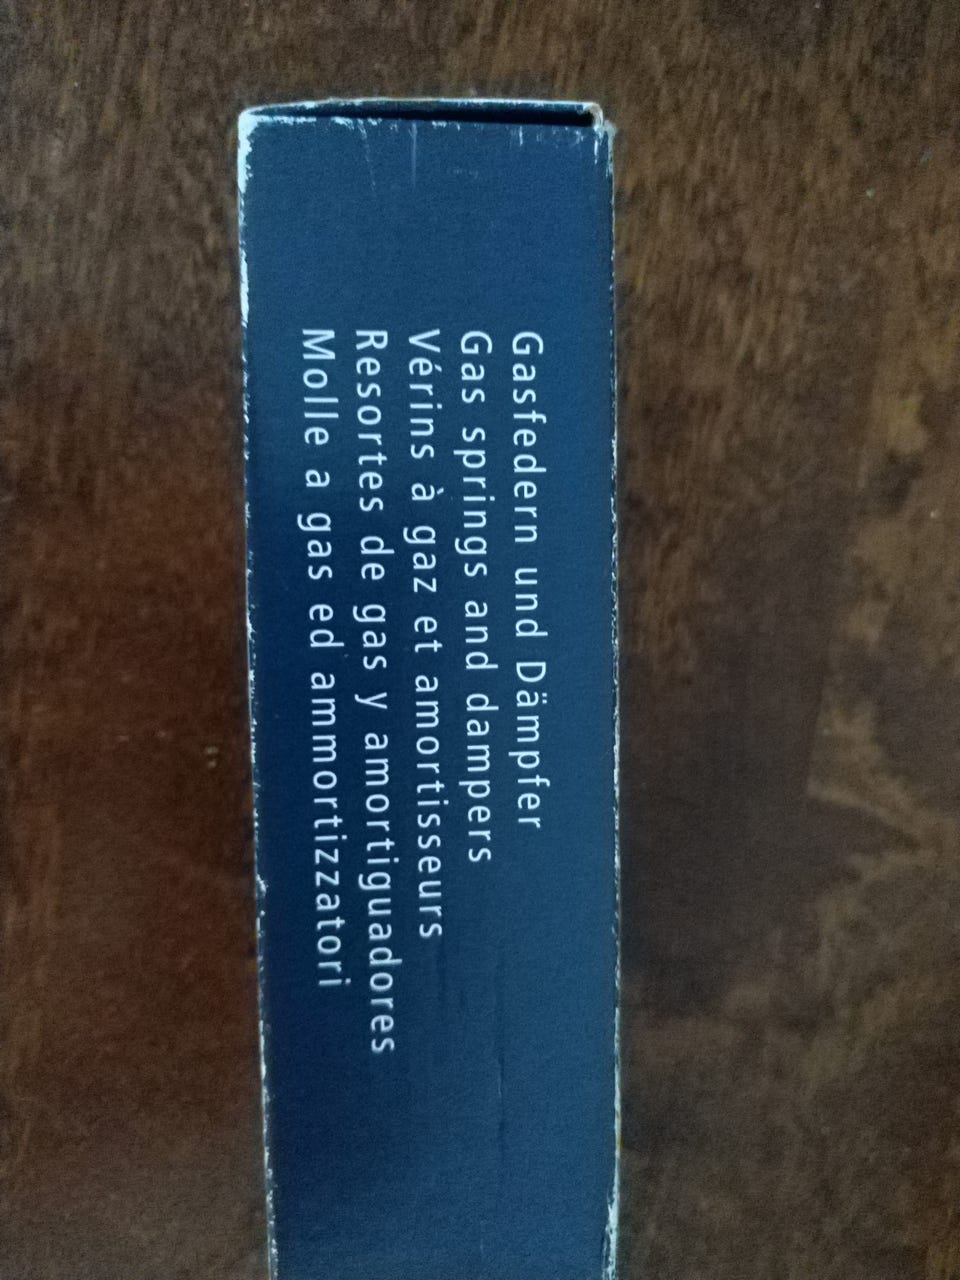 Gasfedern und Dämpfer
Gas springs and dampers
Vérins à gaz et amortisseurs
Resortes de gas y amortiguadores
Molle a gas ed ammortizzatori